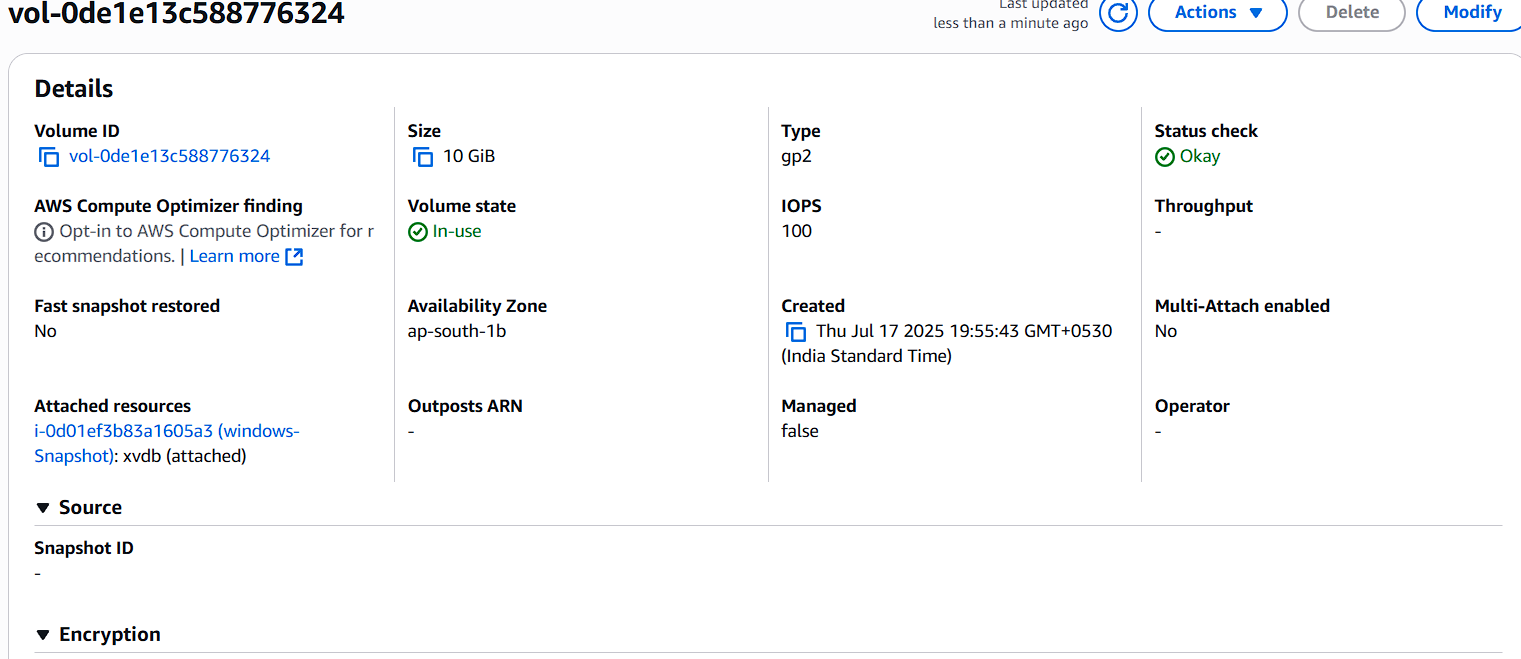 vol-0de1e13c588776324
Last updated
less than a minute ago
Actions
Delete
Modify
Details
Volume ID
vol-0de1e13c588776324
Size
10 GiB
Type
gp2
Status check
Okay
AWS Compute Optimizer finding
Opt-in to AWS Compute Optimizer for r
ecommendations. | Learn more
Volume state
In-use
IOPS
100
Throughput
-
Fast snapshot restored
No
Availability Zone
ap-south-1b
Created
Thu Jul 17 2025 19:55:43 GMT+0530
(India Standard Time)
Multi-Attach enabled
No
Attached resources
i-0d01ef3b83a1605a3 (windows-
Snapshot): xvdb (attached)
Outposts ARN
-
Managed
false
Operator
-
Source
Snapshot ID
-
Encryption